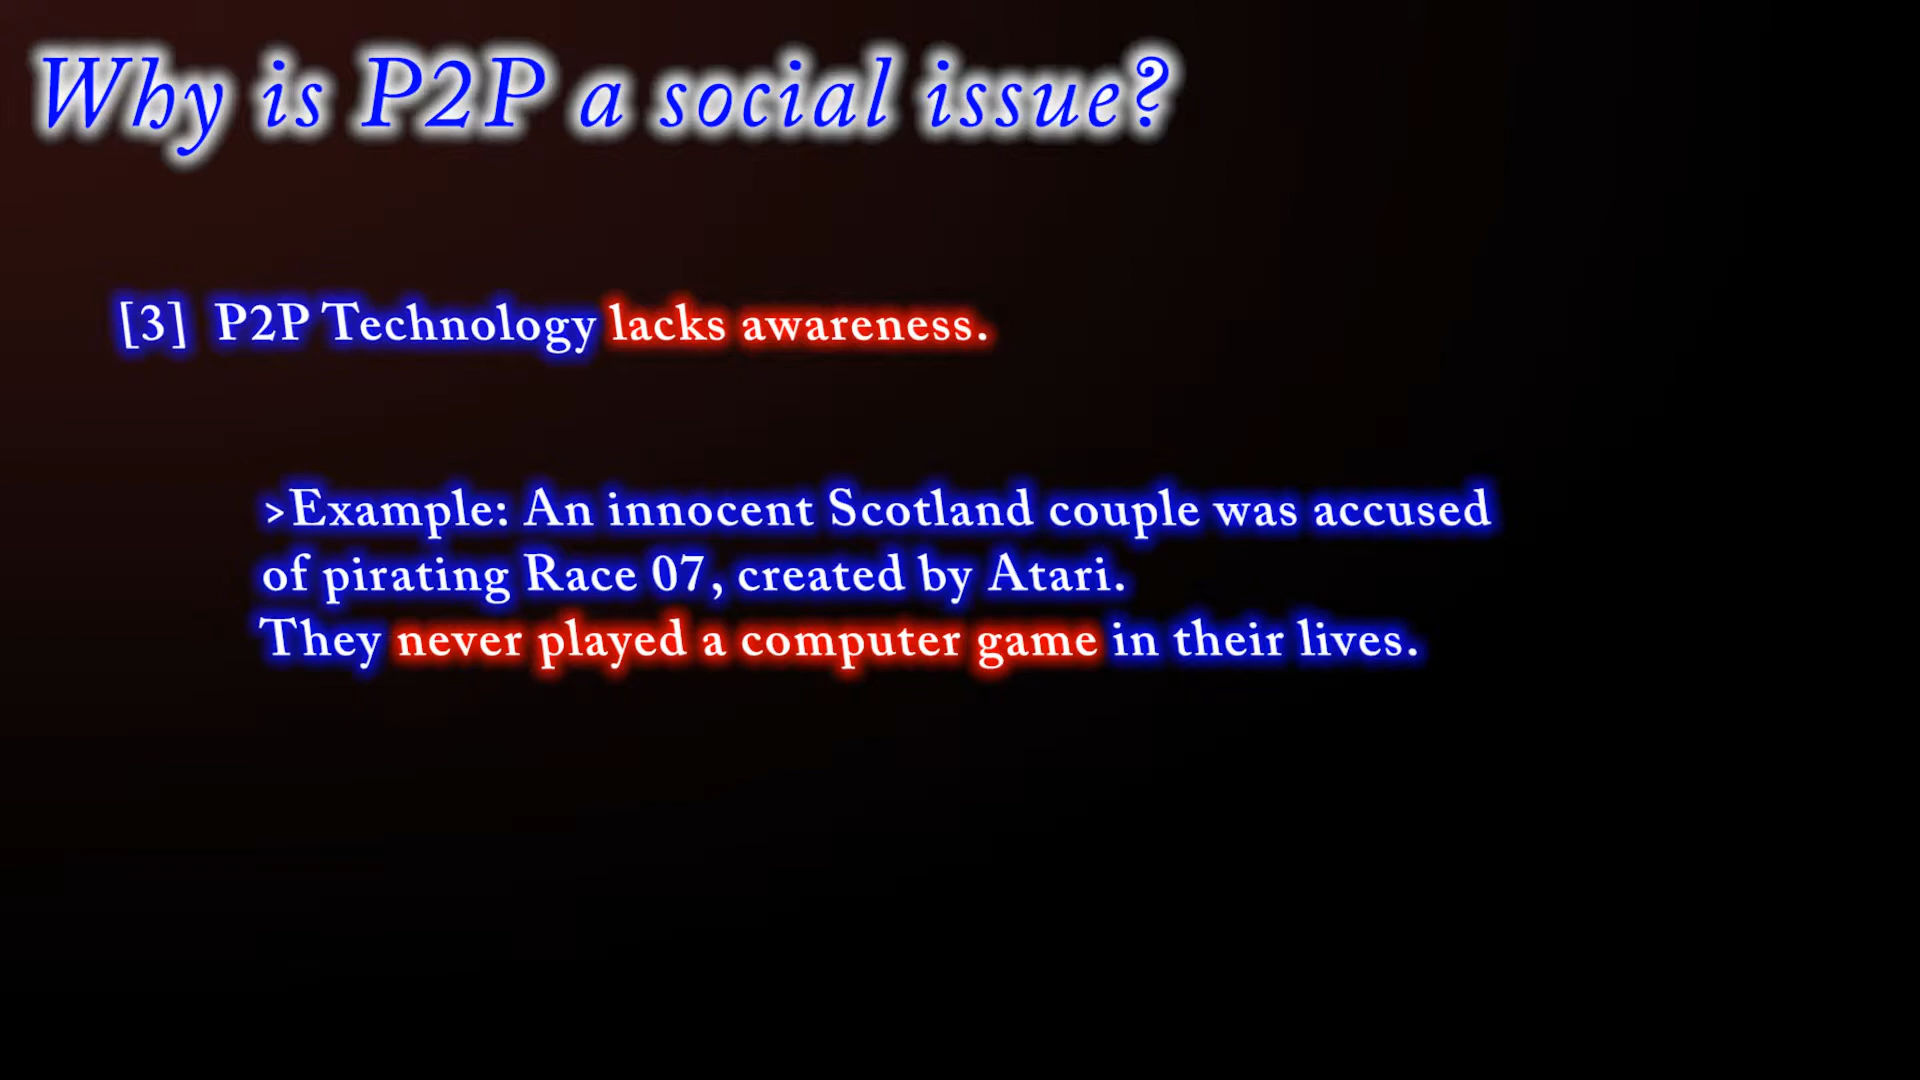 Why is P2P a social issue?
[3] P2P Technology lacks awareness.
>Example: An innocent Scotland couple was accused
of pirating Race 07, created by Atari.
They never played a computer game in their lives.